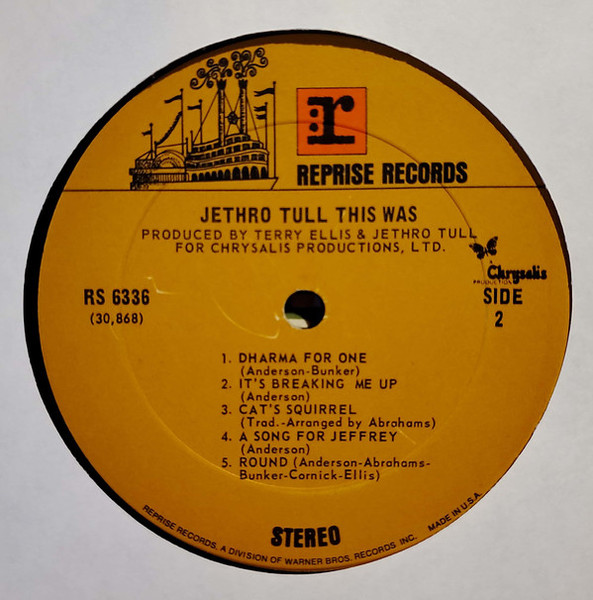 r
REPRISE RECORDS
JETHRO TULL THIS WAS
PRODUCED BY TERRY ELLIS & JETHRO TULL
FOR CHRYSALIS PRODUCTIONS, LTD.
Chrysalis
PRODUCTION
RS 6336
(30,868)
SIDE
2
1. DHARMA FOR ONE
(Anderson-Bunker)
2. IT'S BREAKING ME UP
(Anderson)
3. CAT'S SQUIRREL
(Trad.-Arranged by Abrahams)
4. A SONG FOR JEFFREY
(Anderson)
5. ROUND (Anderson-Abrahams-
Bunker-Cornick-Ellis)
STEREO
REPRISE RECORDS, A DIVISION OF WARNER BROS. RECORDS INC. MADE IN U.S.A.